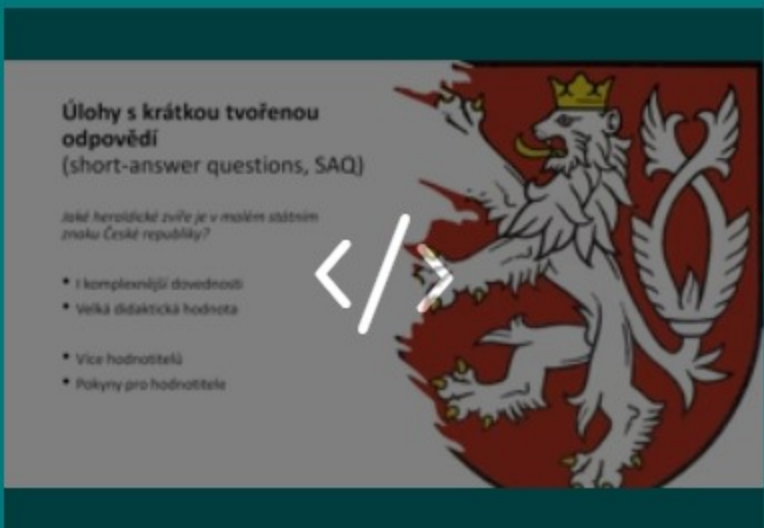 Úlohy s krátkou tvořenou
odpovědí
(short-answer questions, SAQ)
Jaké heraldické zvíře je v malém státním
znaku České republiky?
• I komplexnější dovednosti
• Velká didaktická hodnota
• Více hodnotitelů
• Pokyny pro hodnotitele